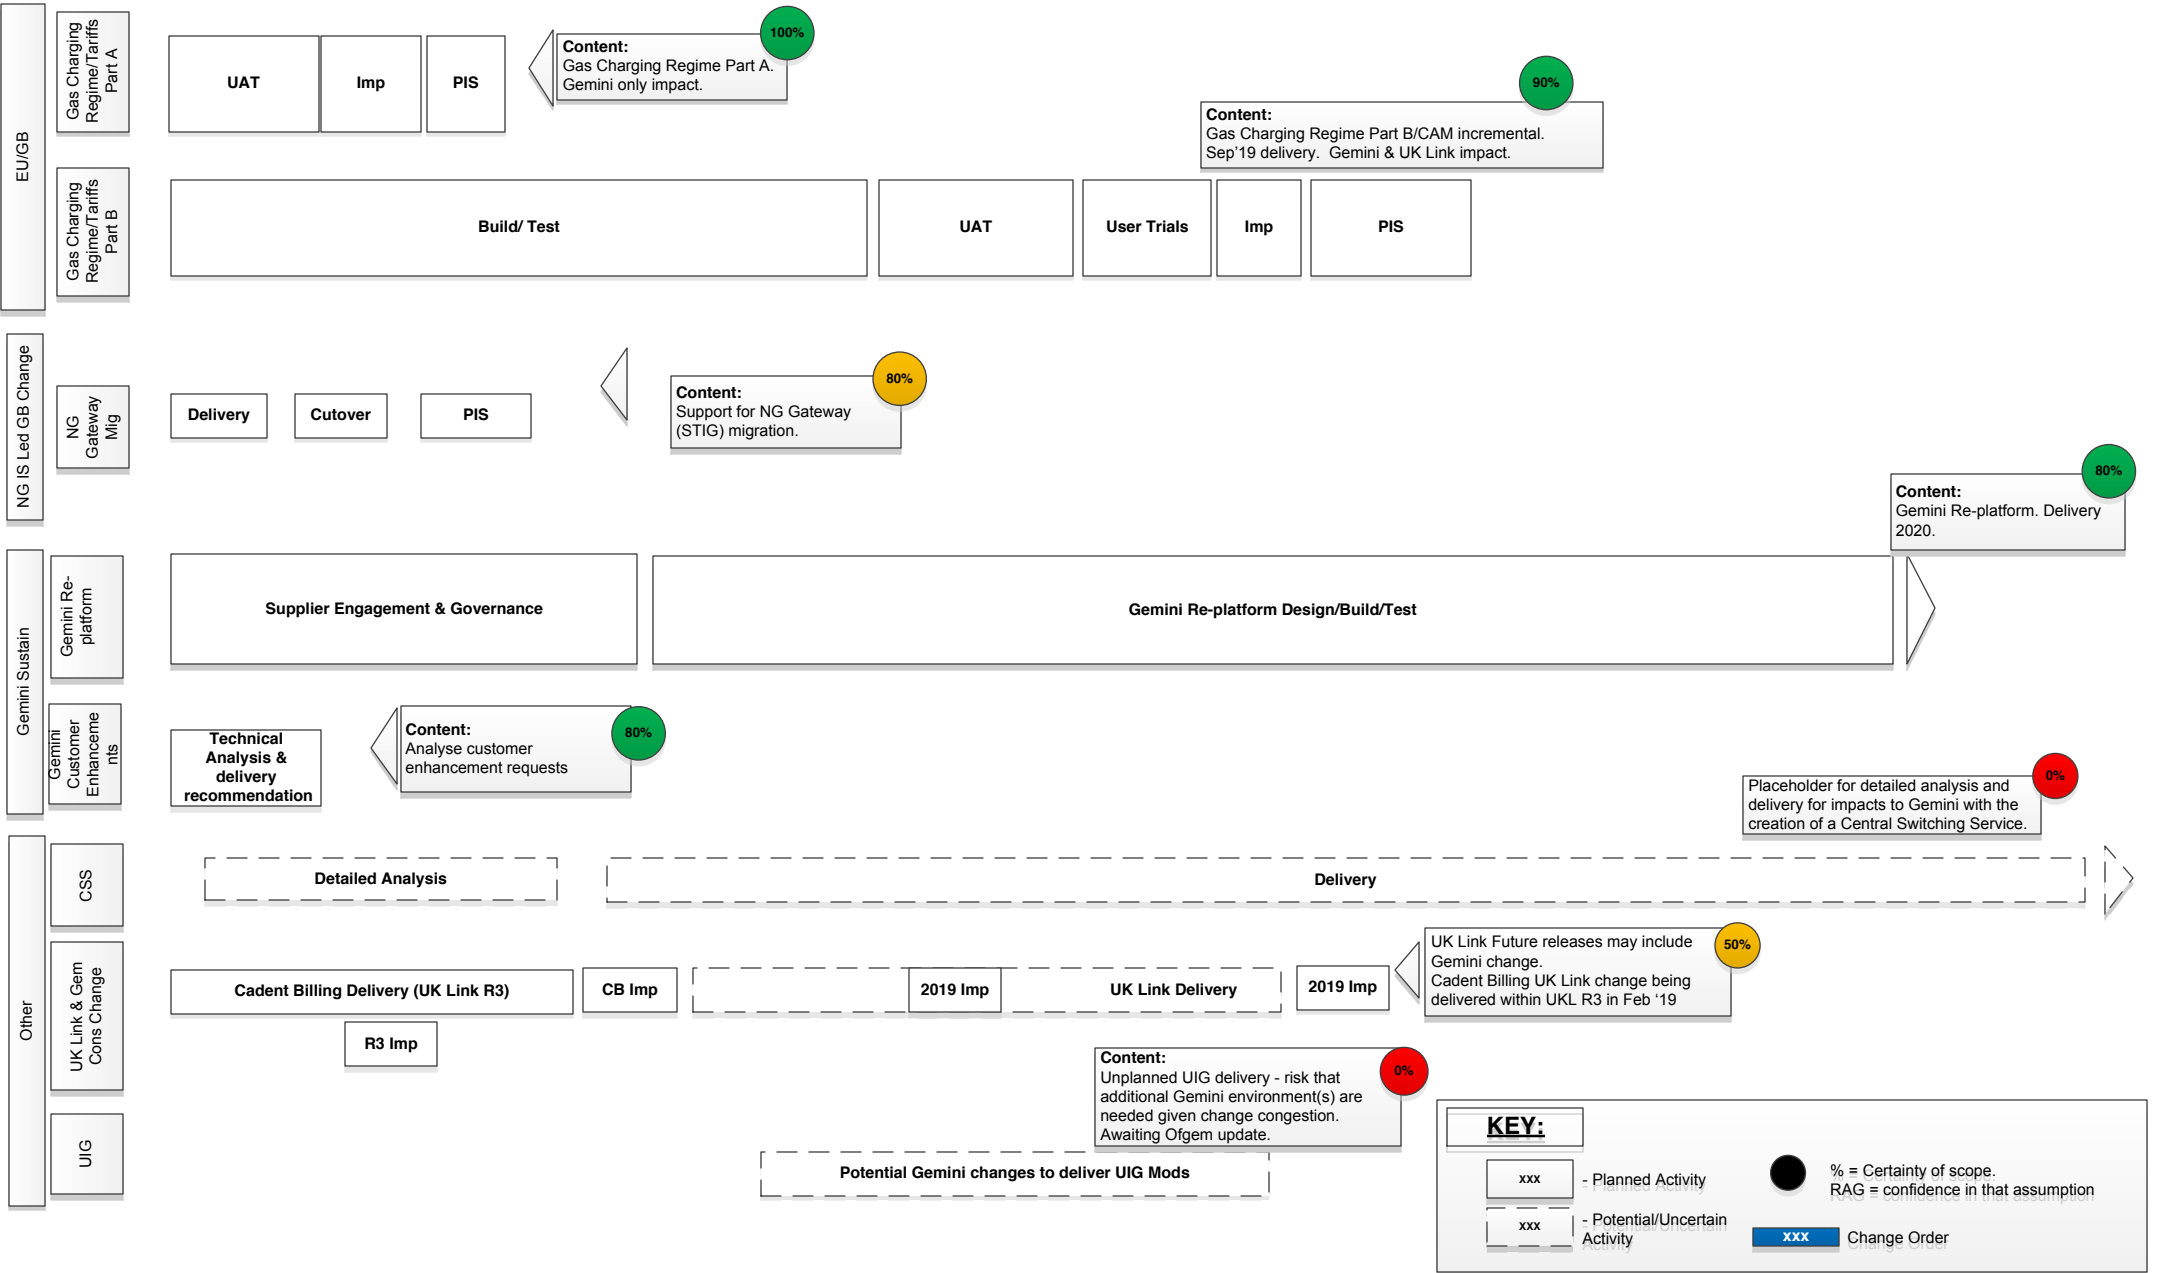 EU/GB
Gas Charging
Regime/Tariffs
Part A
UAT
Imp
PIS
Content:
Gas Charging Regime Part A.
Gemini only impact.
100%
90%
Content:
Gas Charging Regime Part B/CAM incremental.
Sep’19 delivery.  Gemini & UK Link impact.
Gas Charging
Regime/Tariffs
Part B
Build/ Test
UAT
User Trials
Imp
PIS
NG IS Led GB Change
NG
Gateway
Mig
Delivery
Cutover
PIS
Content:
Support for NG Gateway
(STIG) migration.
80%
Content:
Gemini Re-platform. Delivery
2020.
80%
Gemini Sustain
Gemini Re-
platform
Supplier Engagement & Governance
Gemini Re-platform Design/Build/Test
Gemini
Customer
Enhanceme
nts
Technical
Analysis &
delivery
recommendation
Content:
Analyse customer
enhancement requests
80%
Placeholder for detailed analysis and
delivery for impacts to Gemini with the
creation of a Central Switching Service.
0%
Other
CSS
Detailed Analysis
Delivery
UK Link & Gem
Cons Change
Cadent Billing Delivery (UK Link R3)
CB Imp
2019 Imp
UK Link Delivery
2019 Imp
UK Link Future releases may include
Gemini change.
Cadent Billing UK Link change being
delivered within UKL R3 in Feb ‘19
50%
R3 Imp
Content:
Unplanned UIG delivery - risk that
additional Gemini environment(s) are
needed given change congestion.
Awaiting Ofgem update.
0%
UIG
Potential Gemini changes to deliver UIG Mods
KEY:
xxx
- Planned Activity
% = Certainty of scope.
RAG = confidence in that assumption
xxx
- Potential/Uncertain
Activity
xxx
Change Order